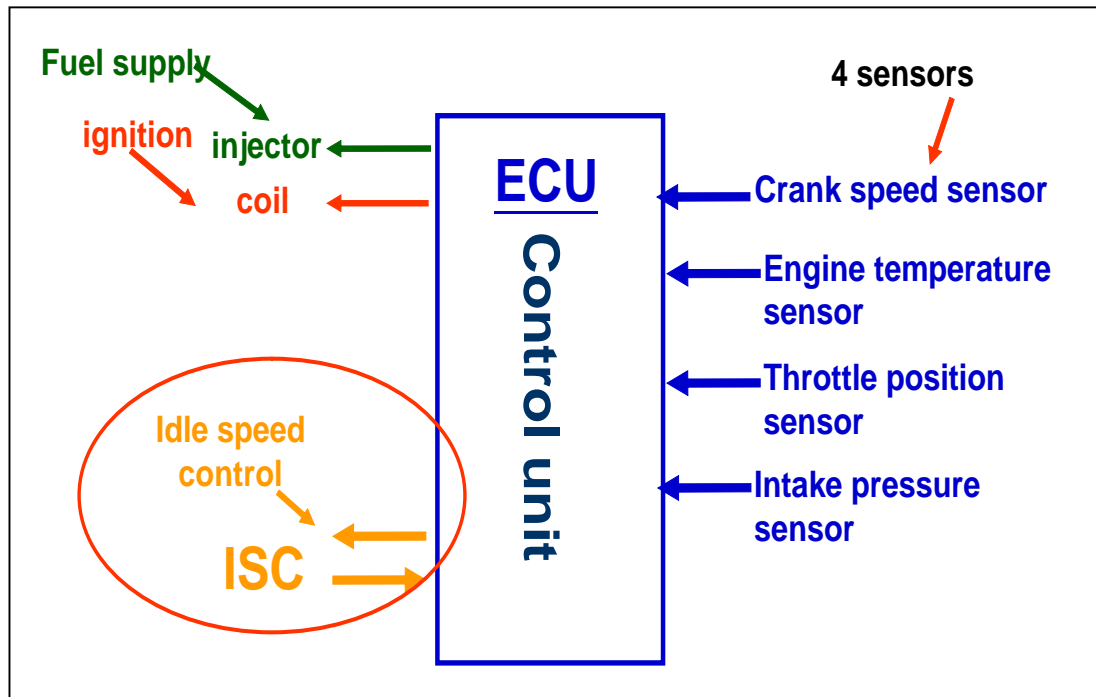 Fuel supply
ignition
injector
coil
ECU
Control unit
4 sensors
Crank speed sensor
Engine temperature
sensor
Throttle position
sensor
Intake pressure
sensor
Idle speed
control
ISC